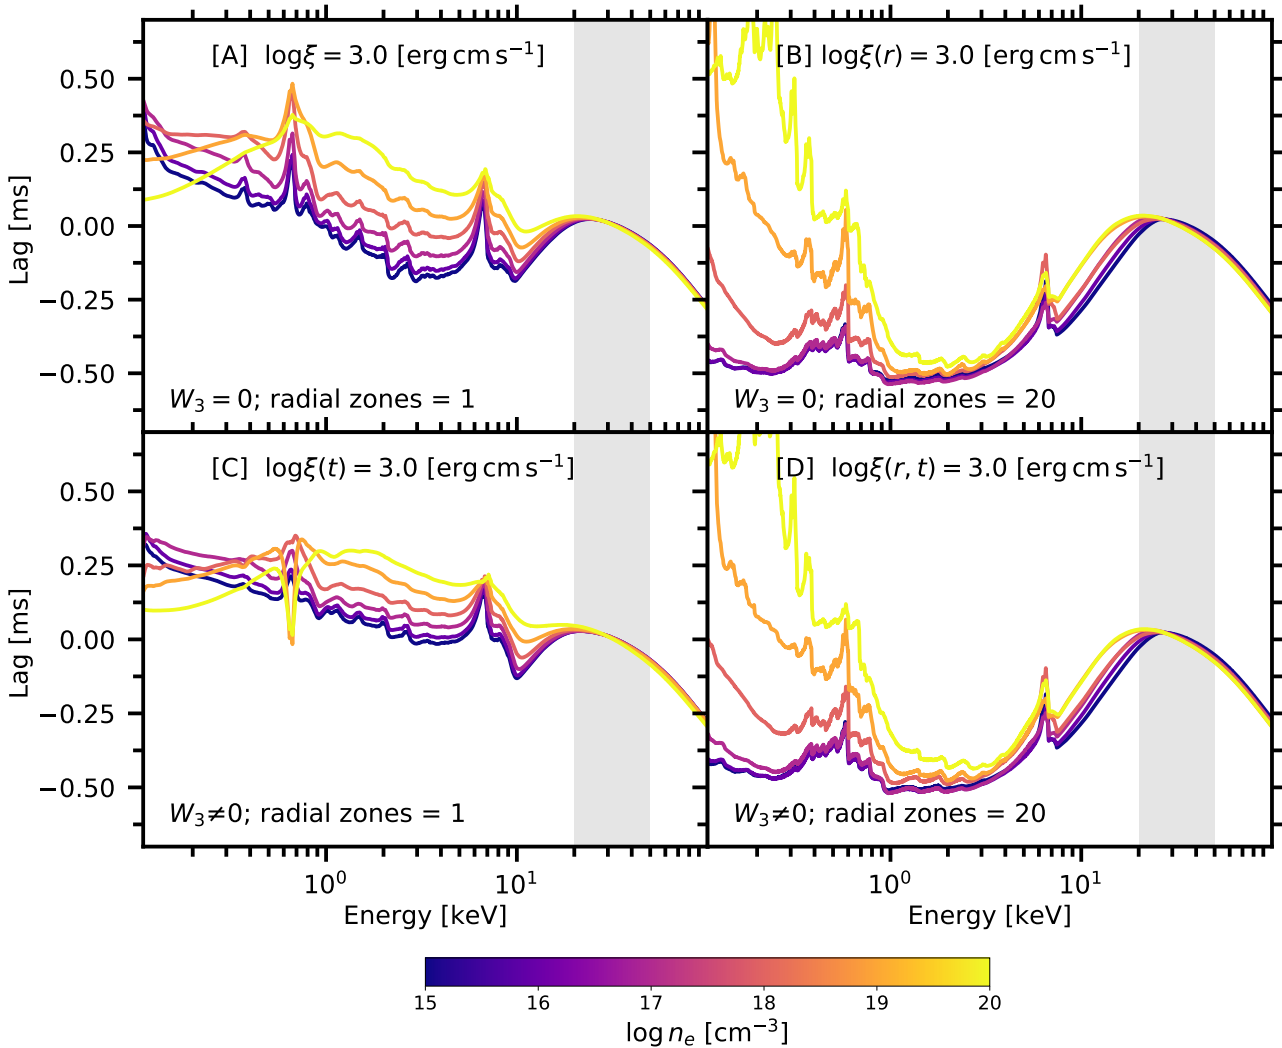 [A] logξ = 3.0 [erg cm s⁻¹]
[B] logξ(r) = 3.0 [erg cm s⁻¹]
0.50
0.25
0.00
−0.25
−0.50
Lag [ms]
W₃ = 0; radial zones = 1
W₃ = 0; radial zones = 20
[C] logξ(t) = 3.0 [erg cm s⁻¹]
[D] logξ(r, t) = 3.0 [erg cm s⁻¹]
0.50
0.25
0.00
−0.25
−0.50
Lag [ms]
W₃≠0; radial zones = 1
W₃≠0; radial zones = 20
10⁰ 10¹ 10⁰ 10¹
Energy [keV] Energy [keV]
15 16 17 18 19 20
log nₑ [cm⁻³]